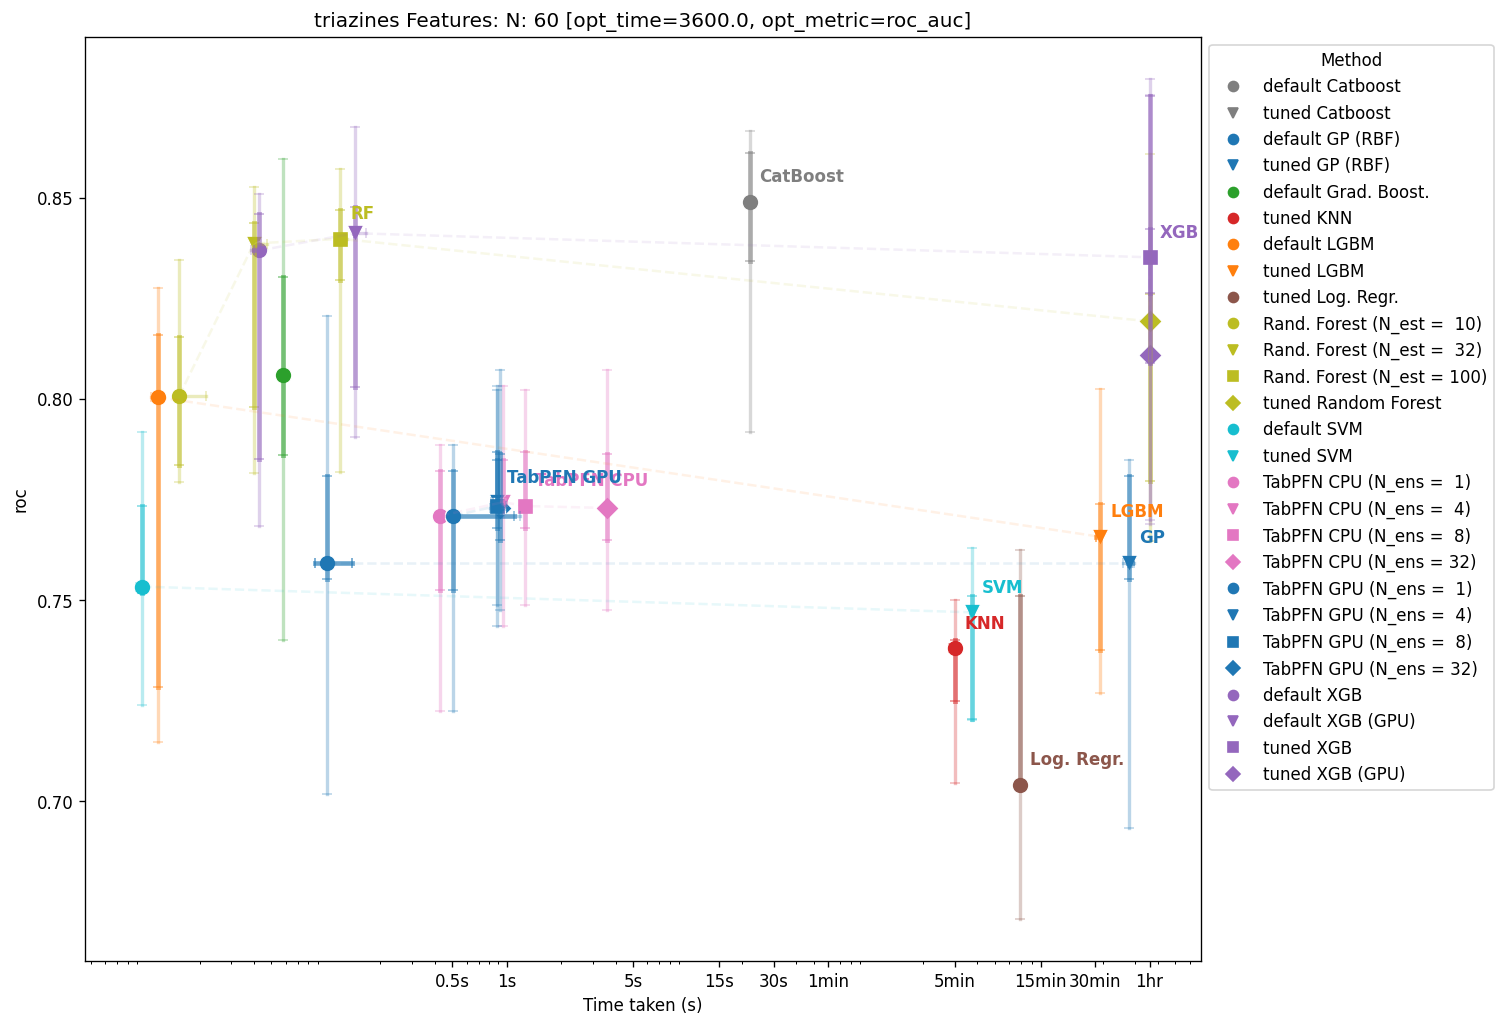 triazines Features: N: 60 [opt_time=3600.0, opt_metric=roc_auc]
roc
0.85
0.80
0.75
0.70
CatBoost
RF
XGB
TabPFN GPU
TabPFN CPU
LGBM
GP
SVM
KNN
Log. Regr.
0.5s 1s 5s 15s 30s 1min 5min 15min 30min 1hr
Time taken (s)
Method
default Catboost
tuned Catboost
default GP (RBF)
tuned GP (RBF)
default Grad. Boost.
tuned KNN
default LGBM
tuned LGBM
tuned Log. Regr.
Rand. Forest (N_est =  10)
Rand. Forest (N_est =  32)
Rand. Forest (N_est = 100)
tuned Random Forest
default SVM
tuned SVM
TabPFN CPU (N_ens =  1)
TabPFN CPU (N_ens =  4)
TabPFN CPU (N_ens =  8)
TabPFN CPU (N_ens = 32)
TabPFN GPU (N_ens =  1)
TabPFN GPU (N_ens =  4)
TabPFN GPU (N_ens =  8)
TabPFN GPU (N_ens = 32)
default XGB
default XGB (GPU)
tuned XGB
tuned XGB (GPU)